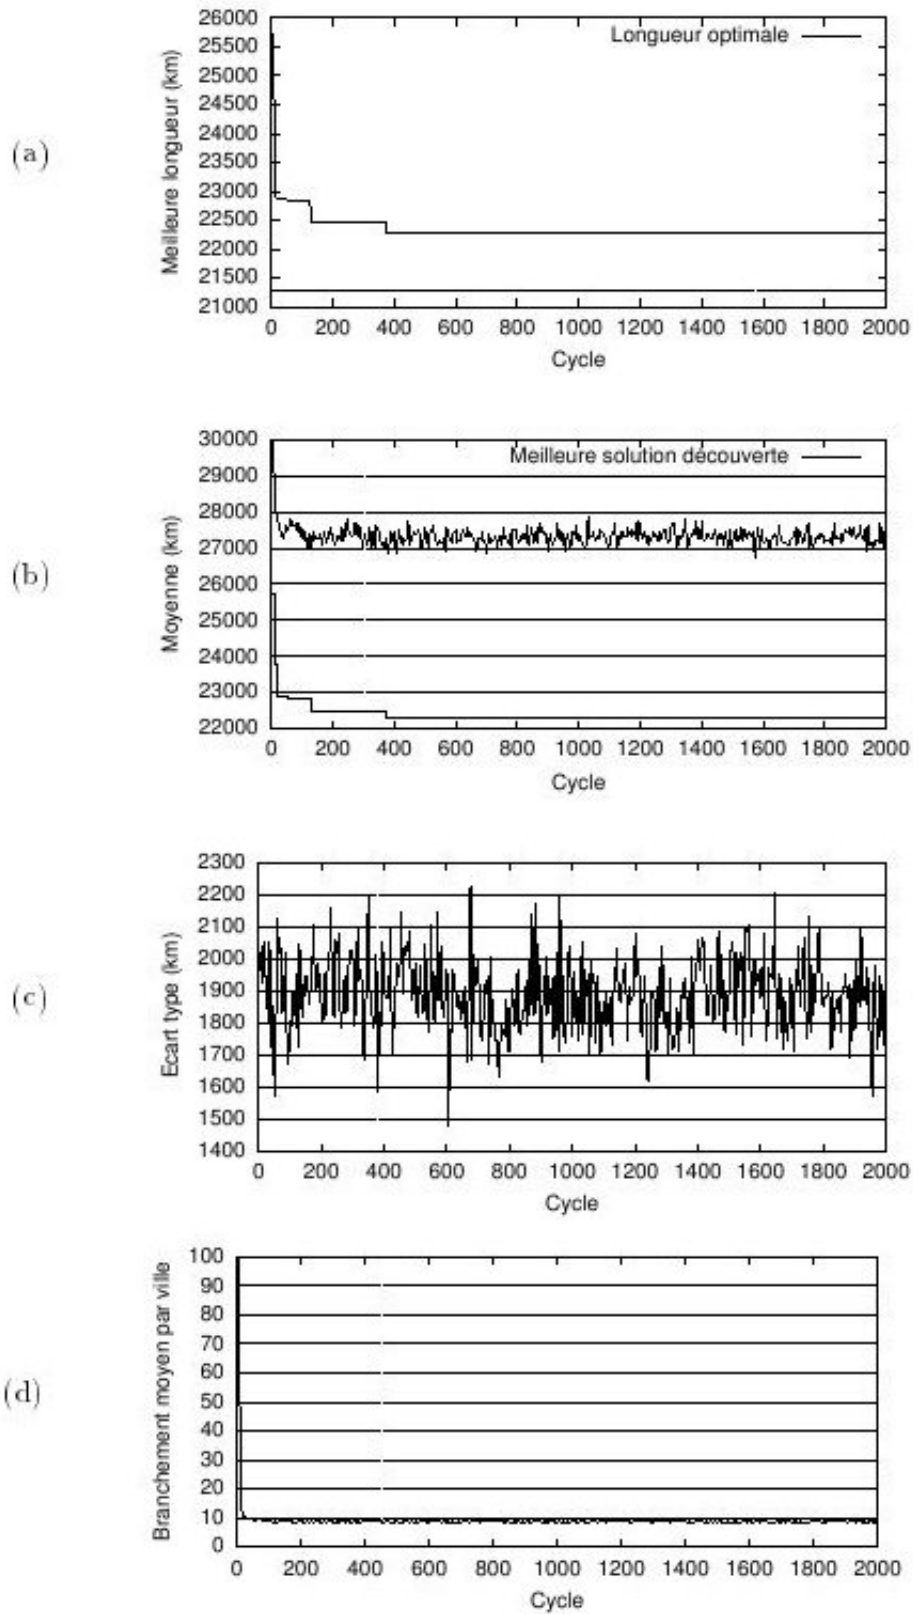 (a)
Meilleure longueur (km)
26000
25500
25000
24500
24000
23500
23000
22500
22000
21500
21000
Longueur optimale
0 200 400 600 800 1000 1200 1400 1600 1800 2000
Cycle
(b)
Moyenne (km)
30000
29000
28000
27000
26000
25000
24000
23000
22000
Meilleure solution découverte
0 200 400 600 800 1000 1200 1400 1600 1800 2000
Cycle
(c)
Ecart type (km)
2300
2200
2100
2000
1900
1800
1700
1600
1500
1400
0 200 400 600 800 1000 1200 1400 1600 1800 2000
Cycle
(d)
Branchement moyen par ville
100
90
80
70
60
50
40
30
20
10
0
0 200 400 600 800 1000 1200 1400 1600 1800 2000
Cycle